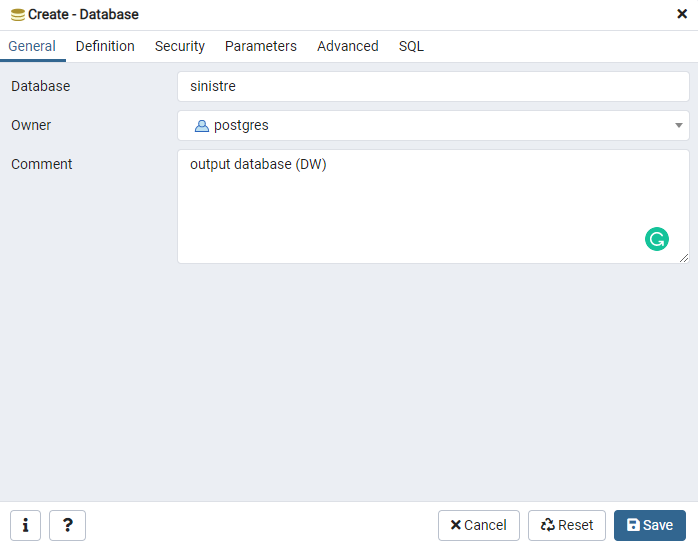 Create - Database
General Definition Security Parameters Advanced SQL
Database sinistre
Owner postgres
Comment output database (DW)
i ? Cancel Reset Save